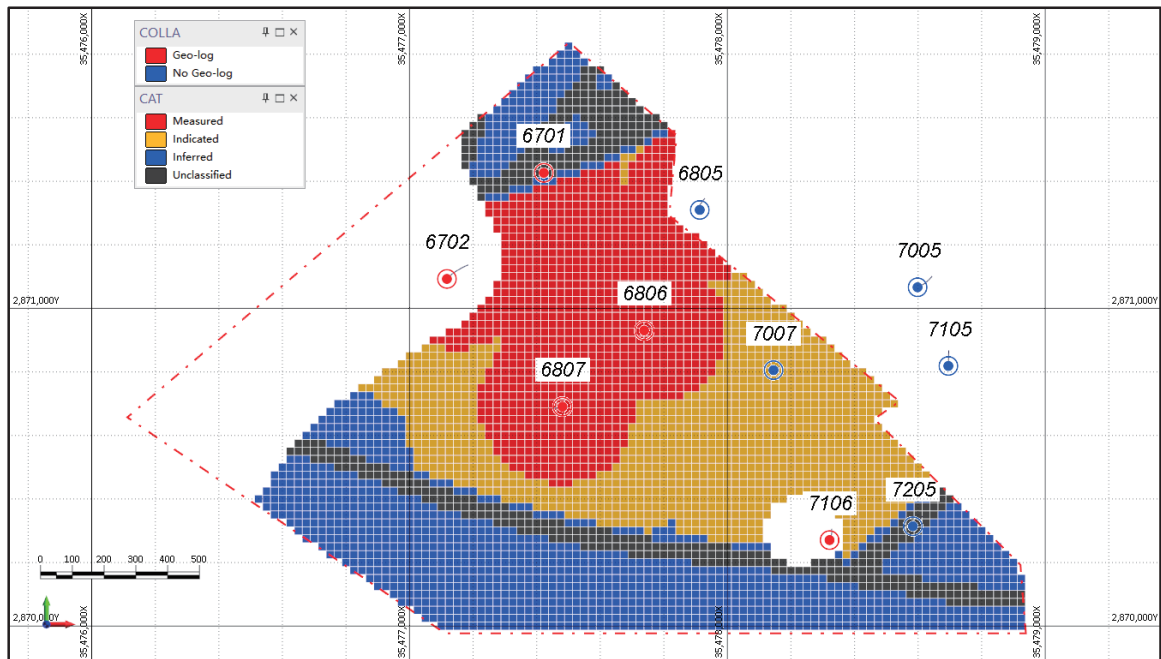 35,476,000X
35,477,000X
35,478,000X
35,479,000X
COLLA
Geo-log
No Geo-log
CAT
Measured
Indicated
Inferred
Unclassified
6701
6805
6702
7005
2,871,000Y
2,871,000Y
6806
7007
7105
6807
7106
7205
0 100 200 300 400 500
2,870,000Y
2,870,000Y
35,476,000X
35,477,000X
35,478,000X
35,479,000X